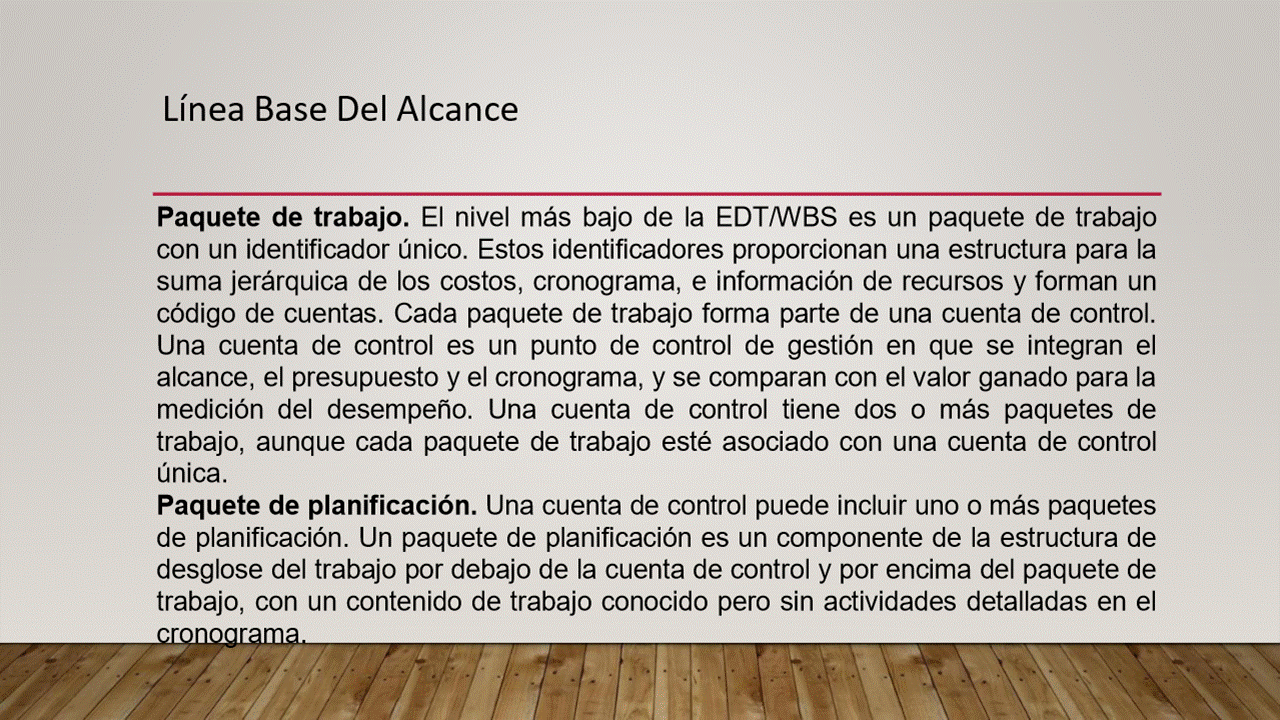 Línea Base Del Alcance
Paquete de trabajo. El nivel más bajo de la EDT/WBS es un paquete de trabajo
con un identificador único. Estos identificadores proporcionan una estructura para la
suma jerárquica de los costos, cronograma, e información de recursos y forman un
código de cuentas. Cada paquete de trabajo forma parte de una cuenta de control.
Una cuenta de control es un punto de control de gestión en que se integran el
alcance, el presupuesto y el cronograma, y se comparan con el valor ganado para la
medición del desempeño. Una cuenta de control tiene dos o más paquetes de
trabajo, aunque cada paquete de trabajo esté asociado con una cuenta de control
única.
Paquete de planificación. Una cuenta de control puede incluir uno o más paquetes
de planificación. Un paquete de planificación es un componente de la estructura de
desglose del trabajo por debajo de la cuenta de control y por encima del paquete de
trabajo, con un contenido de trabajo conocido pero sin actividades detalladas en el
cronograma.